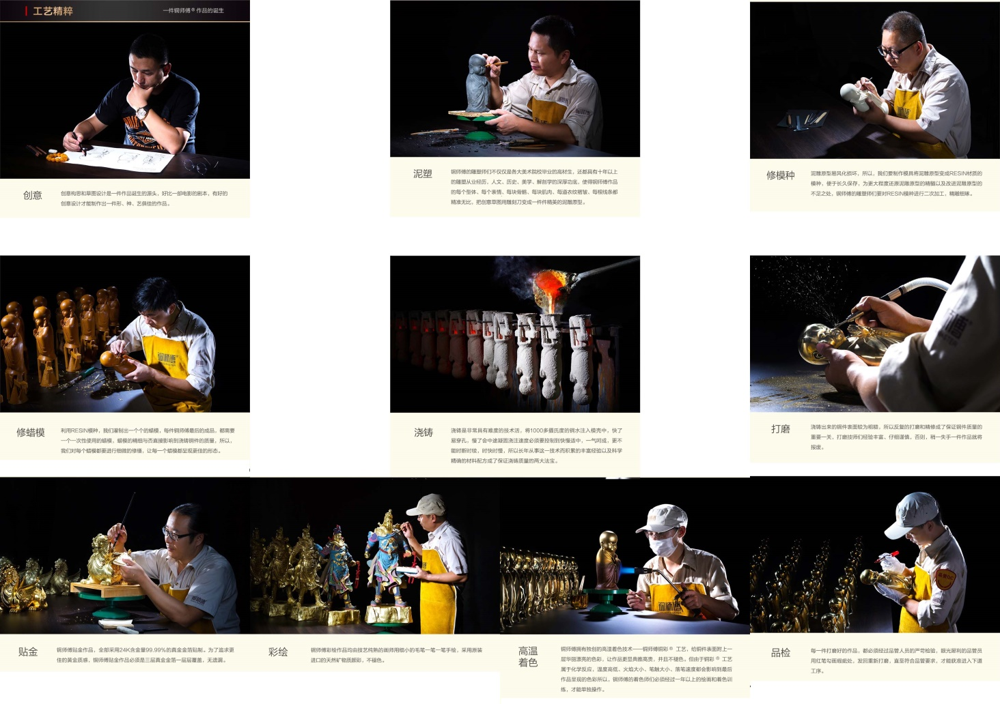 工艺精粹
一件铜师傅®作品的诞生
创意
创意构思和草图设计是一件作品诞生的源头，好比一部电影的剧本，有好的
创意设计才能制作出一件形、神、艺俱佳的作品。
泥塑
铜师傅的雕塑师们不仅仅是各大美术院校毕业的高材生，还都具有十年以上
的雕塑从业经历，人文、历史、美学、解剖学的深厚功底，使得铜师傅作品
的每个型体、每个表情、每块骨骼、每块肌肉、每道衣纹褶皱、每根线条都
精准无比，把创意草图用雕刻刀变成一件件精美的泥雕原型。
修模种
泥雕原型易风化损坏，所以，我们要制作模具将泥雕原型变成RESIN材质的
模种，便于长久保存，为更大程度还原泥雕原型的精髓以及改进泥雕原型的
不足之处，铜师傅的雕塑师们要对RESIN模种进行二次加工，精雕细琢。
修蜡模
利用RESIN模种，我们灌制出一个个的蜡模，每件铜师傅最后的成品，都需要
一个一次性使用的蜡模，蜡模的精细与否直接影响到浇铸铜件的质量，所以，
我们对每个蜡模都要进行细微的修缮，让每一个蜡模都呈现更佳的形态。
浇铸
浇铸是非常具有难度的技术活，将1000多摄氏度的铜水注入模壳中，快了
易穿孔，慢了会中途凝固浇注速度必须要控制到快慢适中，一气呵成，更不
能时断时续，时快时慢，所以长年从事这一技术而积累的丰富经验以及科学
精确的材料配方成了保证浇铸质量的两大法宝。
打磨
浇铸出来的铜件表面较为粗糙，所以反复的打磨和精修成了保证铜件质量的
重要一关，打磨技师们经验丰富、仔细谨慎，否则，稍一失手一件作品就将
报废。
贴金
铜师傅贴金作品，全部采用24K含金量99.99%的真金金箔贴制。为了追求更
佳的黄金质感，铜师傅贴金作品必须是三层真金金箔一层层覆盖，无遗漏。
彩绘
铜师傅彩绘作品均由技艺纯熟的画师用细小的毛笔一笔一笔手绘，采用原装
进口的天然矿物质颜彩，不褪色。
高温
着色
铜师傅拥有独创的高温着色技术——铜师傅铜彩®工艺，给铜件表面附上一
层华丽漂亮的色彩，让作品更显典雅高贵，并且不褪色。但由于铜彩®工艺
属于化学反应，温度高低，火焰大小、笔触大小、落笔速度都会影响到最后
作品呈现的色彩所以，铜师傅的着色师们必须经过一年以上的绘画和着色训
练，才能单独操作。
品检
每一件打磨好的作品，都必须经过品管人员的严苛检验，眼光犀利的品管员
用红笔勾画瑕疵处，发回重新打磨，直至符合品管要求，才能获准进入下道
工序。